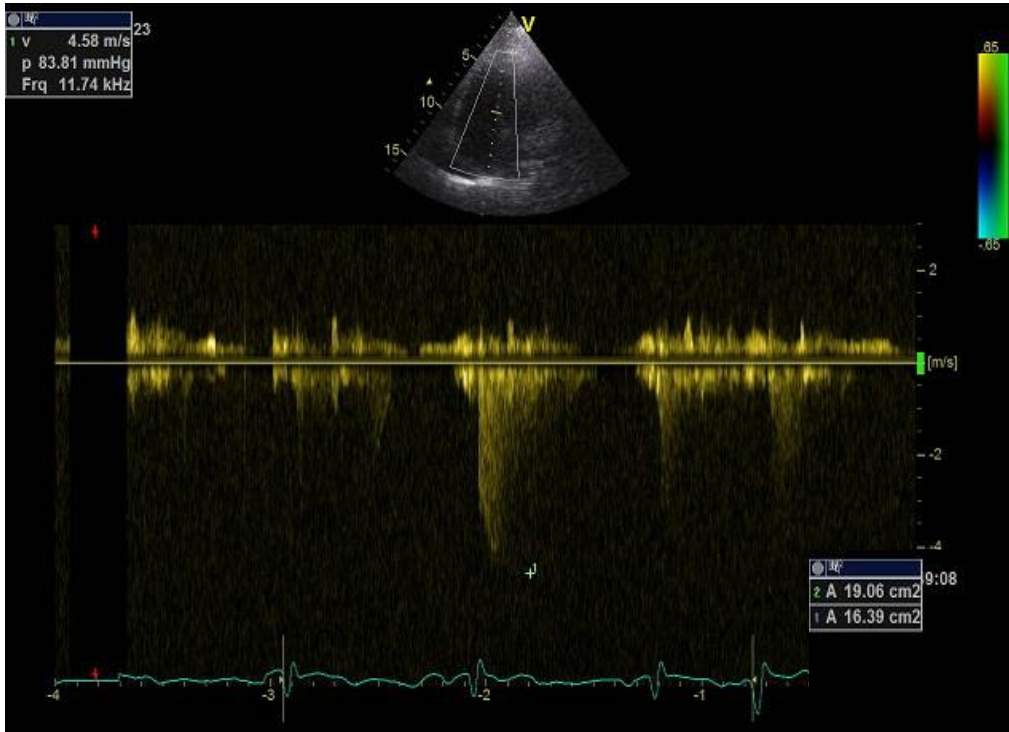 23
1 v 4.58 m/s
p 83.81 mmHg
Frq 11.74 kHz
V
5
10
15
.65
-.65
2
[m/s]
-2
-4
1
9:08
2 A 19.06 cm2
1 A 16.39 cm2
-4
-3
-2
-1